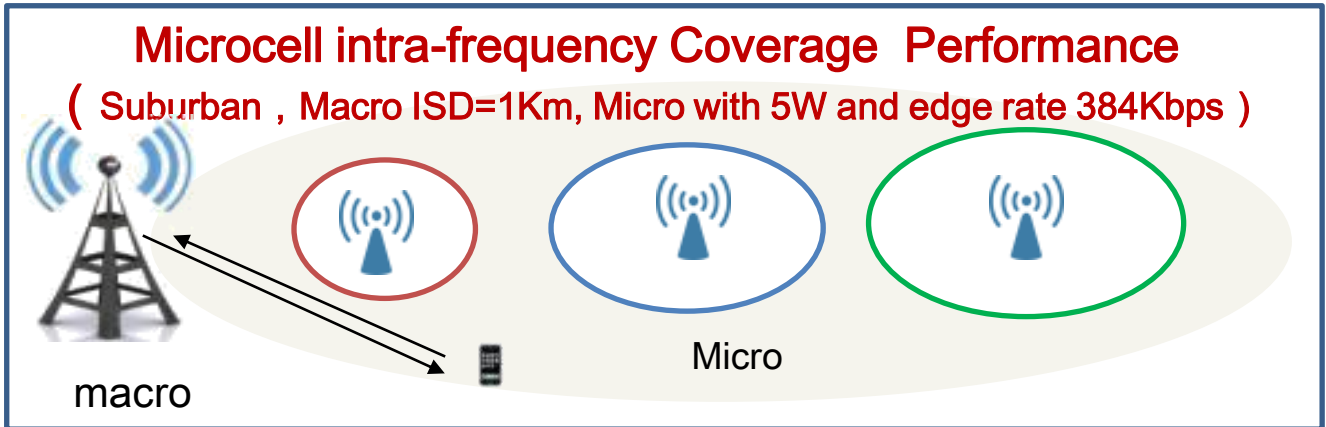 Microcell intra-frequency Coverage Performance
( Suburban , Macro ISD=1Km, Micro with 5W and edge rate 384Kbps )
Micro
macro